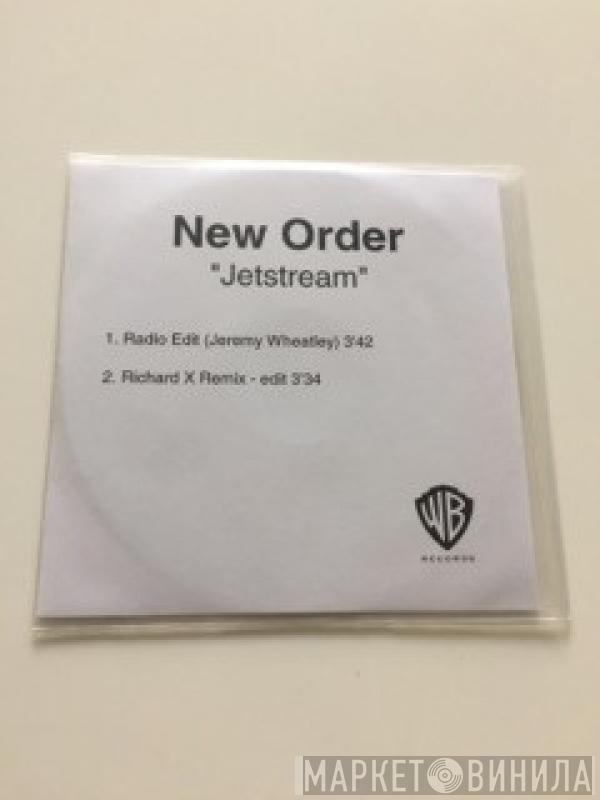 New Order
"Jetstream"
1. Radio Edit (Jeremy Wheatley) 3'42
2. Richard X Remix - edit 3'34
WB
RECORDS
МАРКЕТ ВИНИЛА